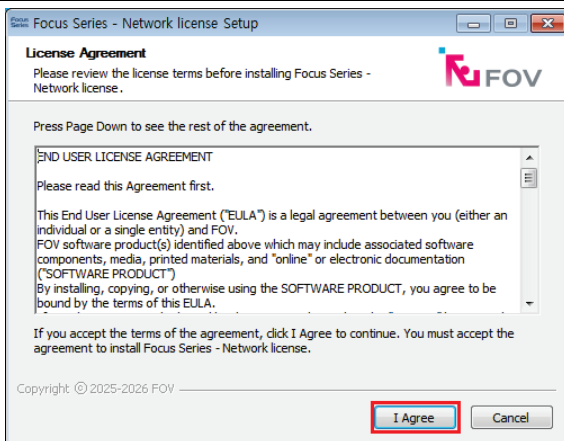 Focus Series Focus Series - Network license Setup
License Agreement
Please review the license terms before installing Focus Series -
Network license.
FOV
Press Page Down to see the rest of the agreement.
END USER LICENSE AGREEMENT
Please read this Agreement first.
This End User License Agreement ("EULA") is a legal agreement between you (either an
individual or a single entity) and FOV.
FOV software product(s) identified above which may include associated software
components, media, printed materials, and "online" or electronic documentation
("SOFTWARE PRODUCT")
By installing, copying, or otherwise using the SOFTWARE PRODUCT, you agree to be
bound by the terms of this EULA.
If you accept the terms of the agreement, click I Agree to continue. You must accept the
agreement to install Focus Series - Network license.
Copyright © 2025-2026 FOV
I Agree
Cancel